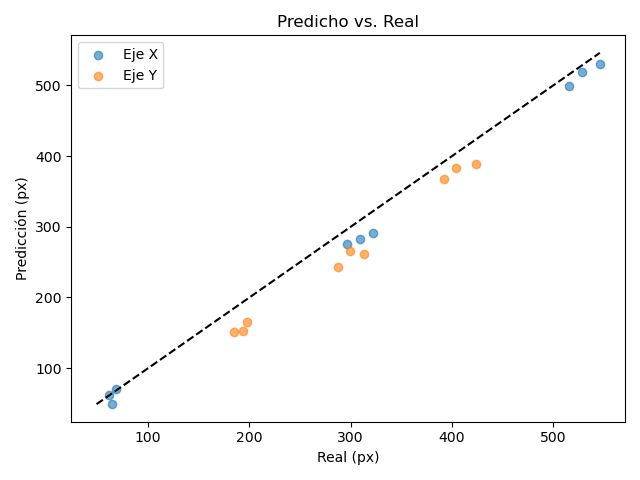 Predicho vs. Real
Eje X
Eje Y
500
400
300
200
100
Predicción (px)
100 200 300 400 500
Real (px)